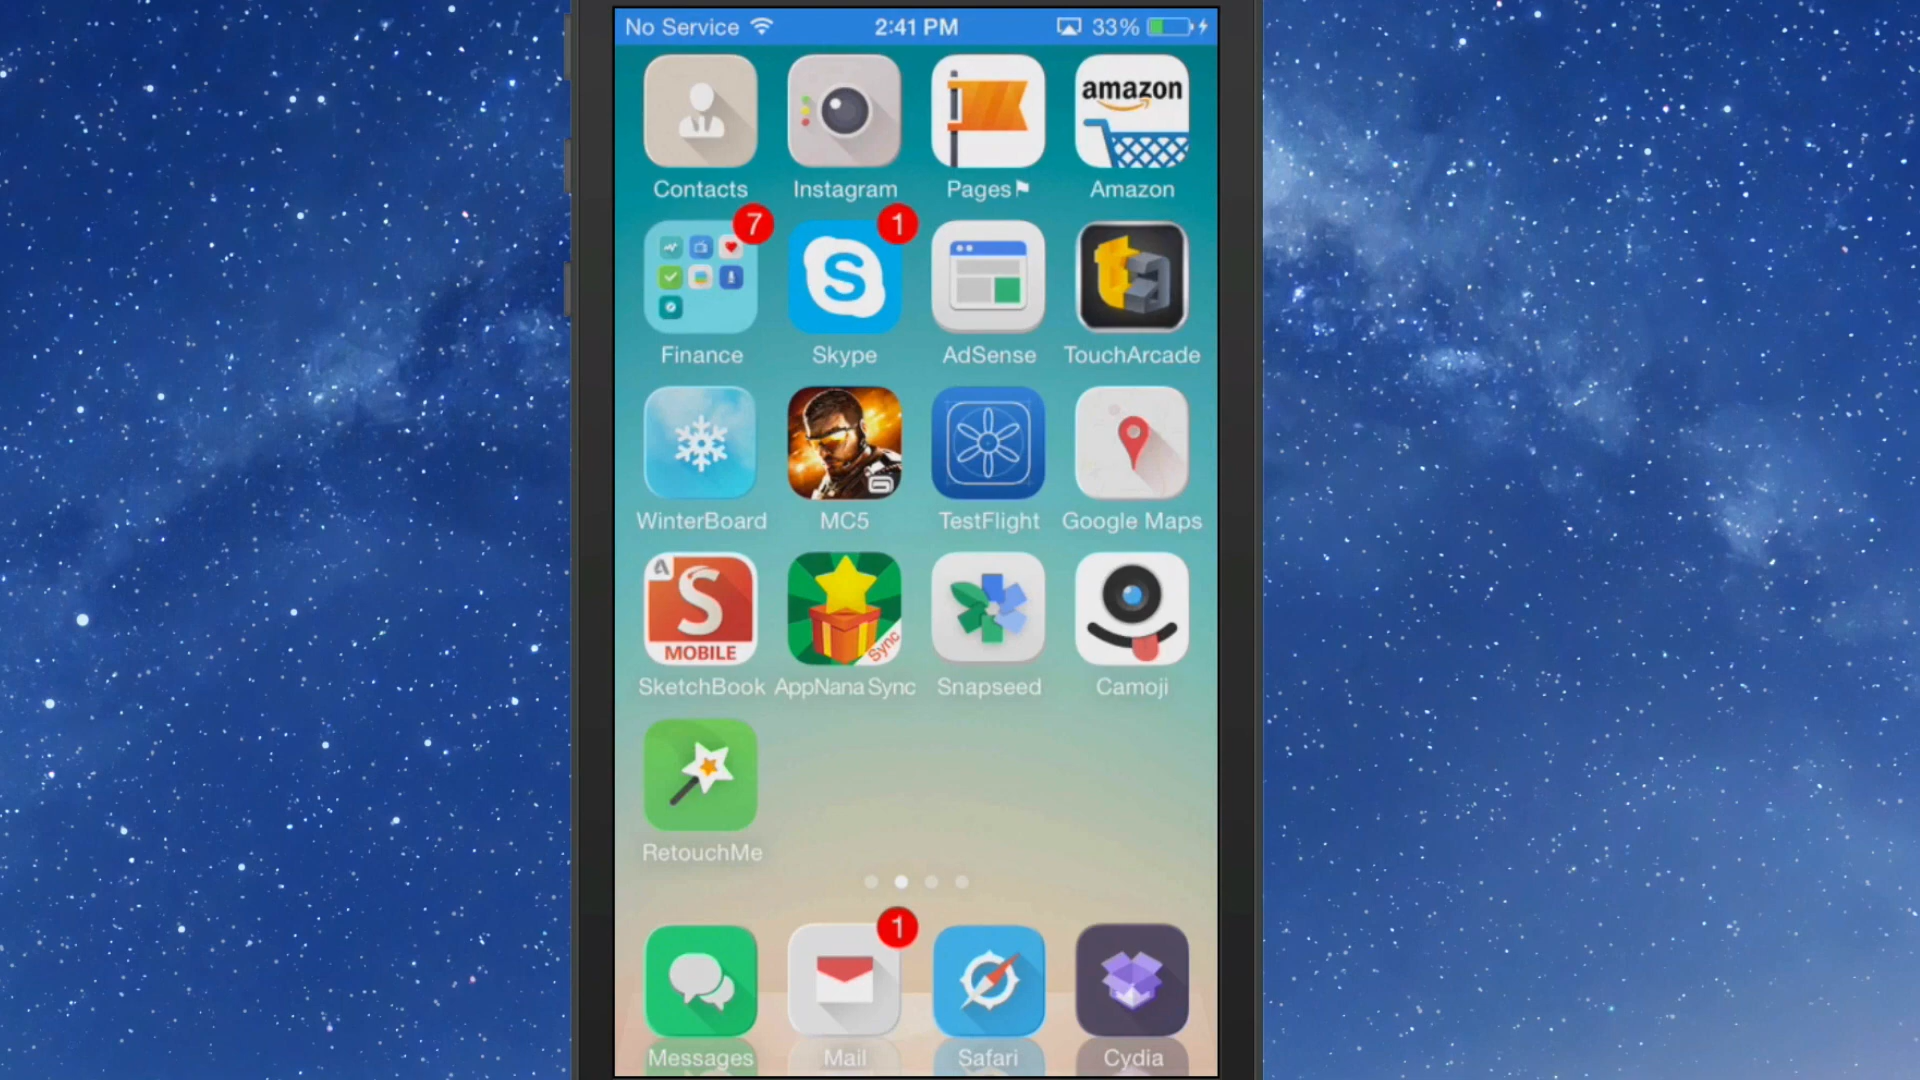 No Service 2:41 PM 33%
amazon
Contacts Instagram Pages Amazon
7 1
S
Finance Skype AdSense TouchArcade
WinterBoard MC5 TestFlight Google Maps
S
MOBILE Sync
SketchBook AppNana Sync Snapseed Camoji
RetouchMe
1
Messages Mail Safari Cydia